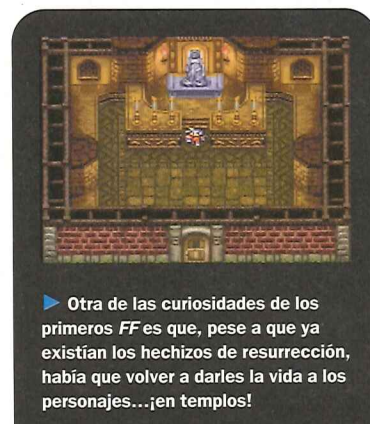 ▶ Otra de las curiosidades de los
primeros FF es que, pese a que ya
existían los hechizos de resurrección,
había que volver a darles la vida a los
personajes...¡en templos!